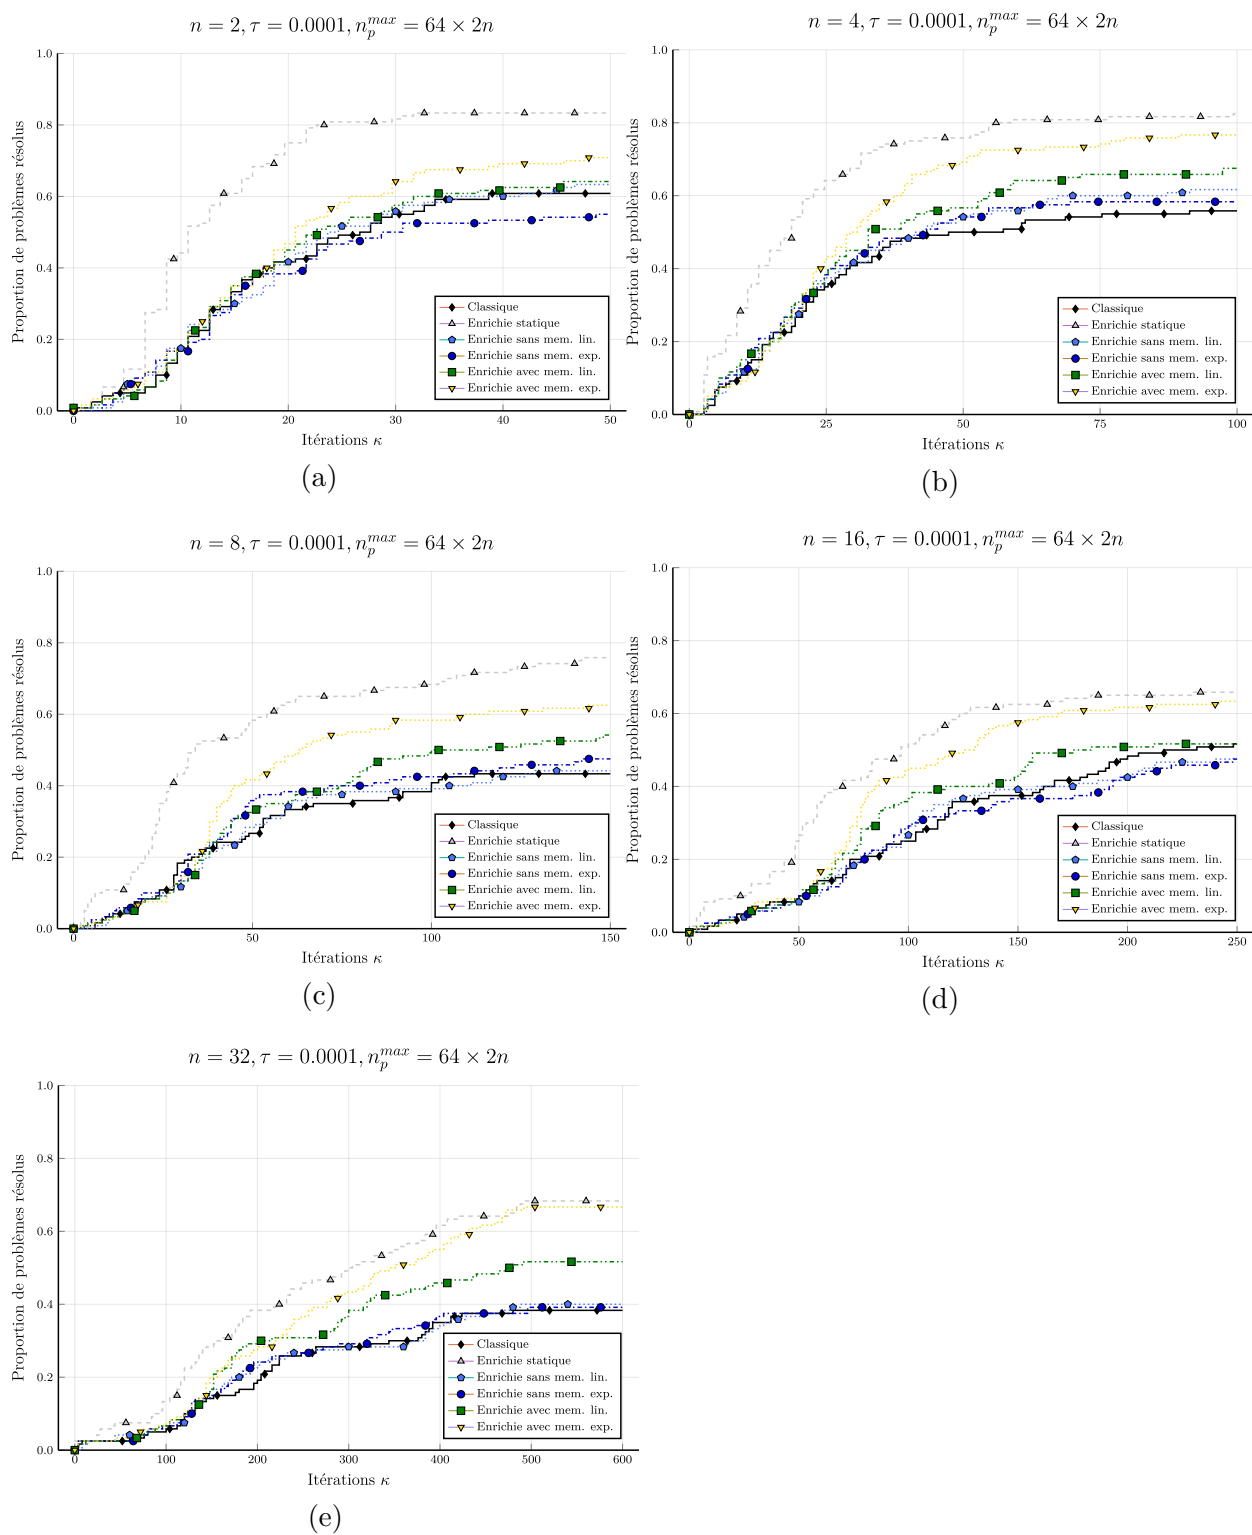 n = 2, τ = 0.0001, n_p^{max} = 64 × 2n
Proportion de problèmes résolus
1.0
0.8
0.6
0.4
0.2
0.0
Classique
Enrichie statique
Enrichie sans mem. lin.
Enrichie sans mem. exp.
Enrichie avec mem. lin.
Enrichie avec mem. exp.
0 10 20 30 40 50
Itérations κ
(a)
n = 4, τ = 0.0001, n_p^{max} = 64 × 2n
Proportion de problèmes résolus
1.0
0.8
0.6
0.4
0.2
0.0
Classique
Enrichie statique
Enrichie sans mem. lin.
Enrichie sans mem. exp.
Enrichie avec mem. lin.
Enrichie avec mem. exp.
0 25 50 75 100
Itérations κ
(b)
n = 8, τ = 0.0001, n_p^{max} = 64 × 2n
Proportion de problèmes résolus
1.0
0.8
0.6
0.4
0.2
0.0
Classique
Enrichie statique
Enrichie sans mem. lin.
Enrichie sans mem. exp.
Enrichie avec mem. lin.
Enrichie avec mem. exp.
0 50 100 150
Itérations κ
(c)
n = 16, τ = 0.0001, n_p^{max} = 64 × 2n
Proportion de problèmes résolus
1.0
0.8
0.6
0.4
0.2
0.0
Classique
Enrichie statique
Enrichie sans mem. lin.
Enrichie sans mem. exp.
Enrichie avec mem. lin.
Enrichie avec mem. exp.
0 50 100 150 200 250
Itérations κ
(d)
n = 32, τ = 0.0001, n_p^{max} = 64 × 2n
Proportion de problèmes résolus
1.0
0.8
0.6
0.4
0.2
0.0
Classique
Enrichie statique
Enrichie sans mem. lin.
Enrichie sans mem. exp.
Enrichie avec mem. lin.
Enrichie avec mem. exp.
0 100 200 300 400 500 600
Itérations κ
(e)